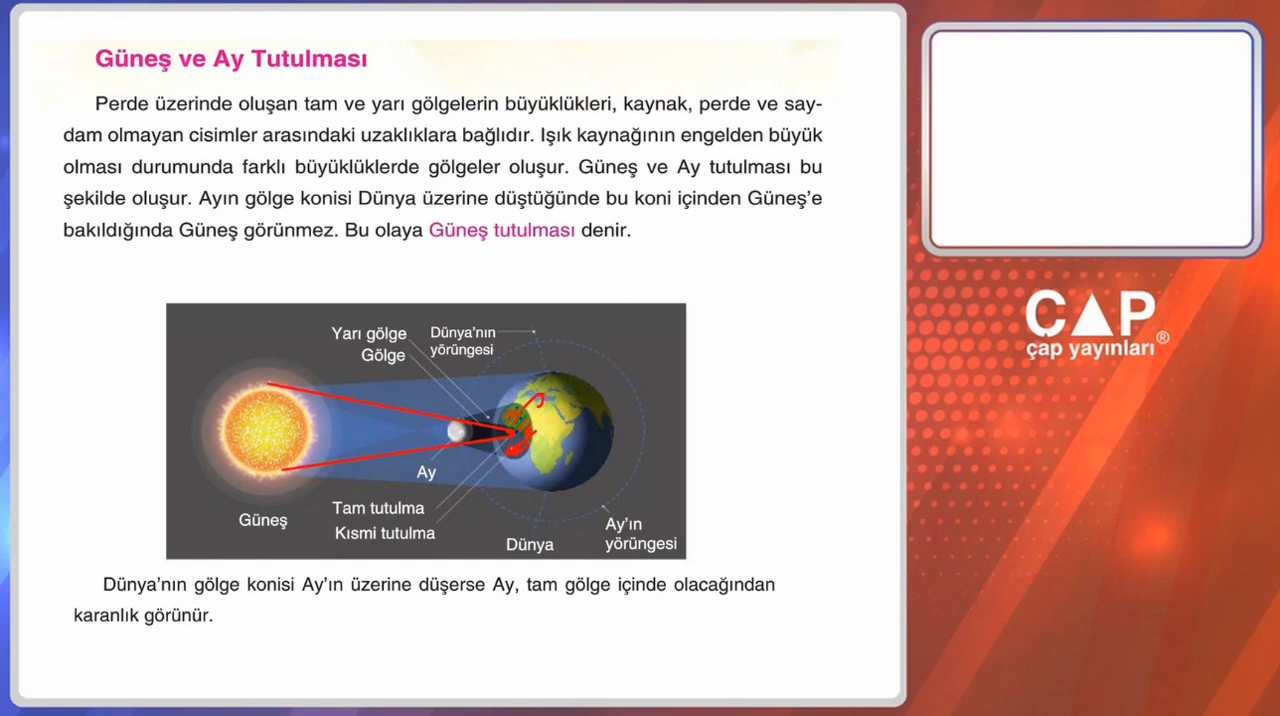 Güneş ve Ay Tutulması
Perde üzerinde oluşan tam ve yarı gölgelerin büyüklükleri, kaynak, perde ve say-
dam olmayan cisimler arasındaki uzaklıklara bağlıdır. Işık kaynağının engelden büyük
olması durumunda farklı büyüklüklerde gölgeler oluşur. Güneş ve Ay tutulması bu
şekilde oluşur. Ayın gölge konisi Dünya üzerine düştüğünde bu koni içinden Güneş’e
bakıldığında Güneş görünmez. Bu olaya Güneş tutulması denir.
Yarı gölge
Gölge
Dünya’nın
yörüngesi
Ay
Tam tutulma
Kısmi tutulma
Güneş
Dünya
Ay’ın
yörüngesi
Dünya’nın gölge konisi Ay’ın üzerine düşerse Ay, tam gölge içinde olacağından
karanlık görünür.
ÇAP®
çap yayınları